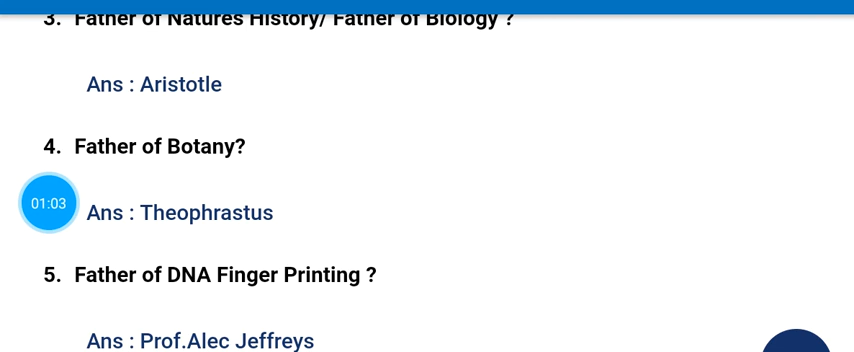 3. Father of Natures History/ Father of Biology ?
Ans : Aristotle
4. Father of Botany?
01:03
Ans : Theophrastus
5. Father of DNA Finger Printing ?
Ans : Prof.Alec Jeffreys